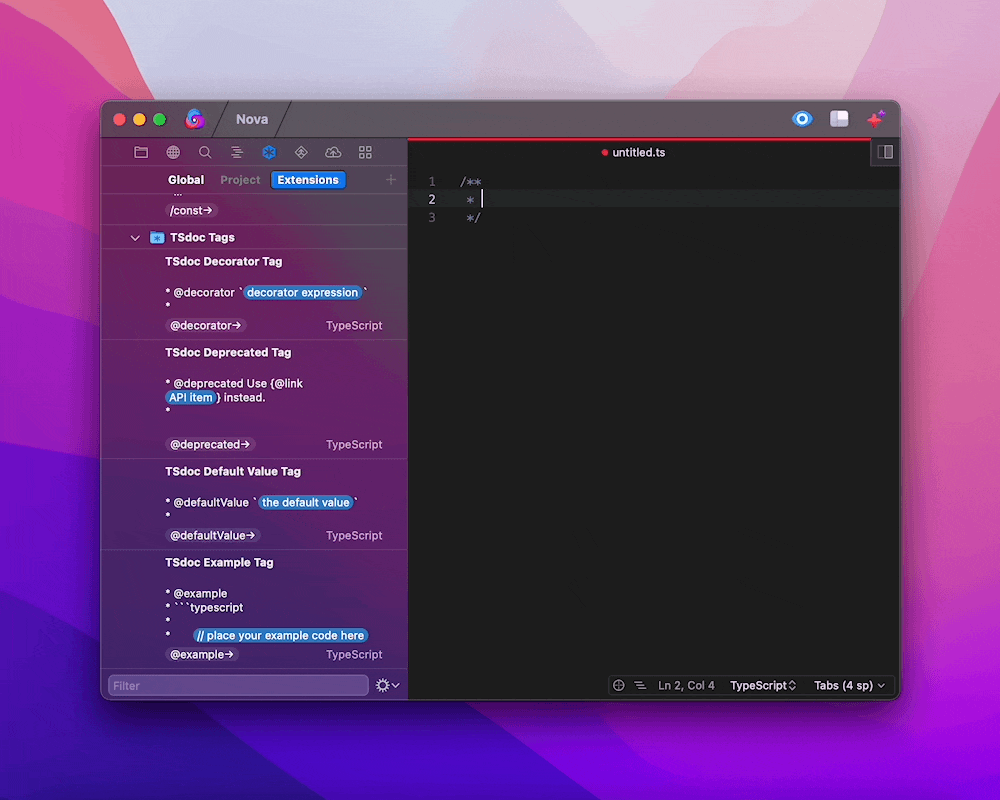 Nova
Global Project Extensions
...
/const→
TSdoc Tags
TSdoc Decorator Tag
* @decorator `decorator expression`
*
@decorator→ TypeScript
TSdoc Deprecated Tag
* @deprecated Use {@link
API item} instead.
*
@deprecated→ TypeScript
TSdoc Default Value Tag
* @defaultValue `the default value`
*
@defaultValue→ TypeScript
TSdoc Example Tag
* @example
* ```typescript
*
* // place your example code here
@example→ TypeScript
Filter
untitled.ts
1 /**
2 *
3 */
Ln 2, Col 4 TypeScript Tabs (4 sp)